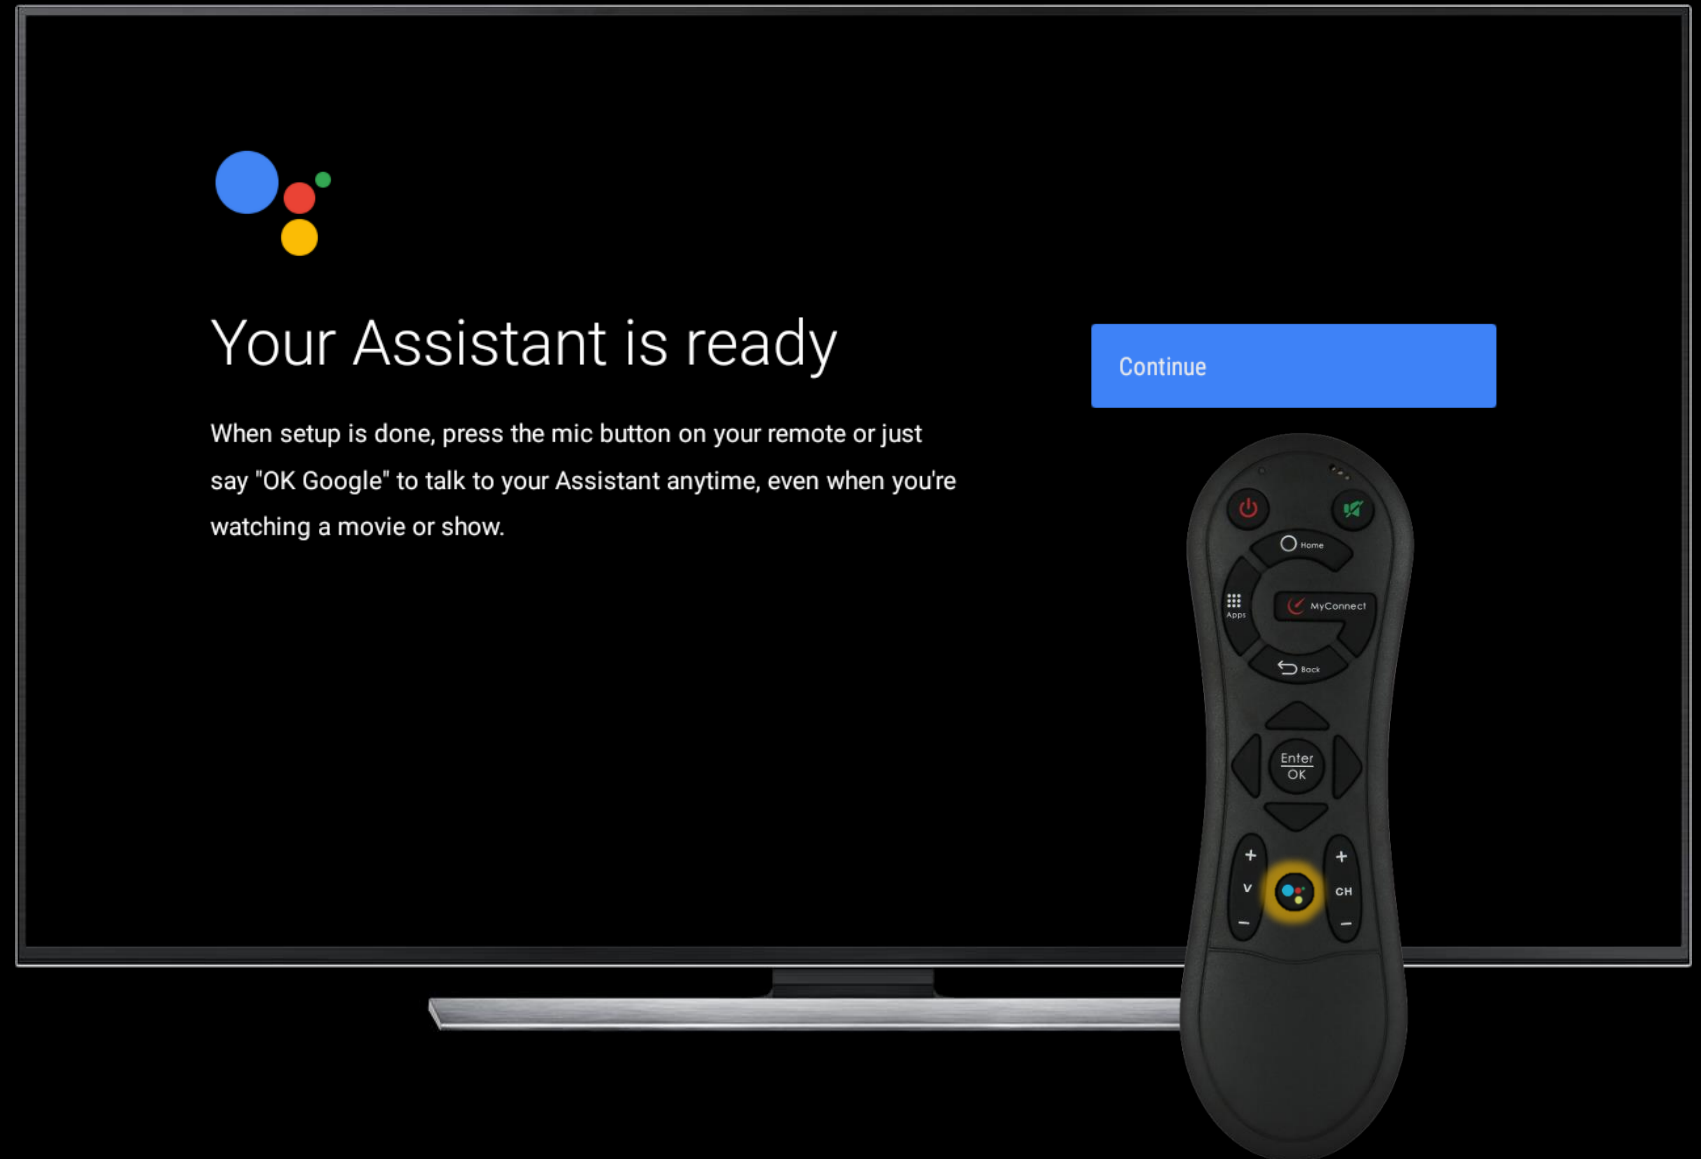 Your Assistant is ready
When setup is done, press the mic button on your remote or just
say "OK Google" to talk to your Assistant anytime, even when you're
watching a movie or show.
Continue
Home
Apps
MyConnect
Back
Enter
OK
+ +
V CH
− −